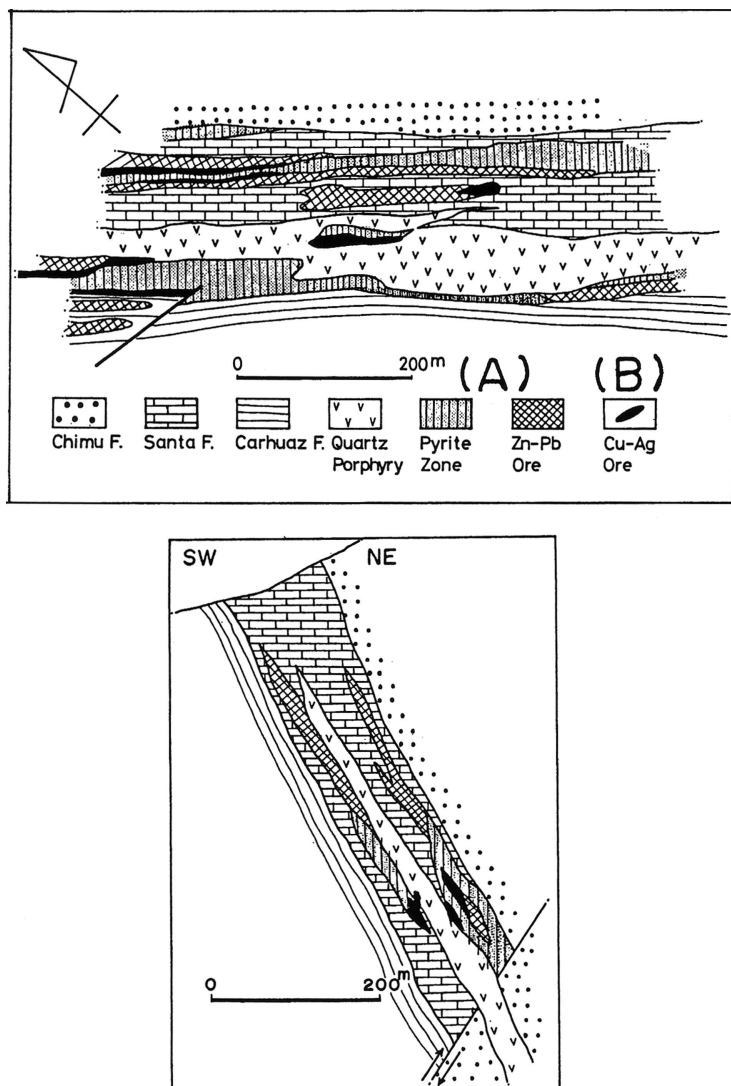 0 200m (A) (B)
Chimu F. Santa F. Carhuaz F. Quartz Pyrite Zn-Pb Cu-Ag
Porphyry Zone Ore Ore
SW NE
0 200m